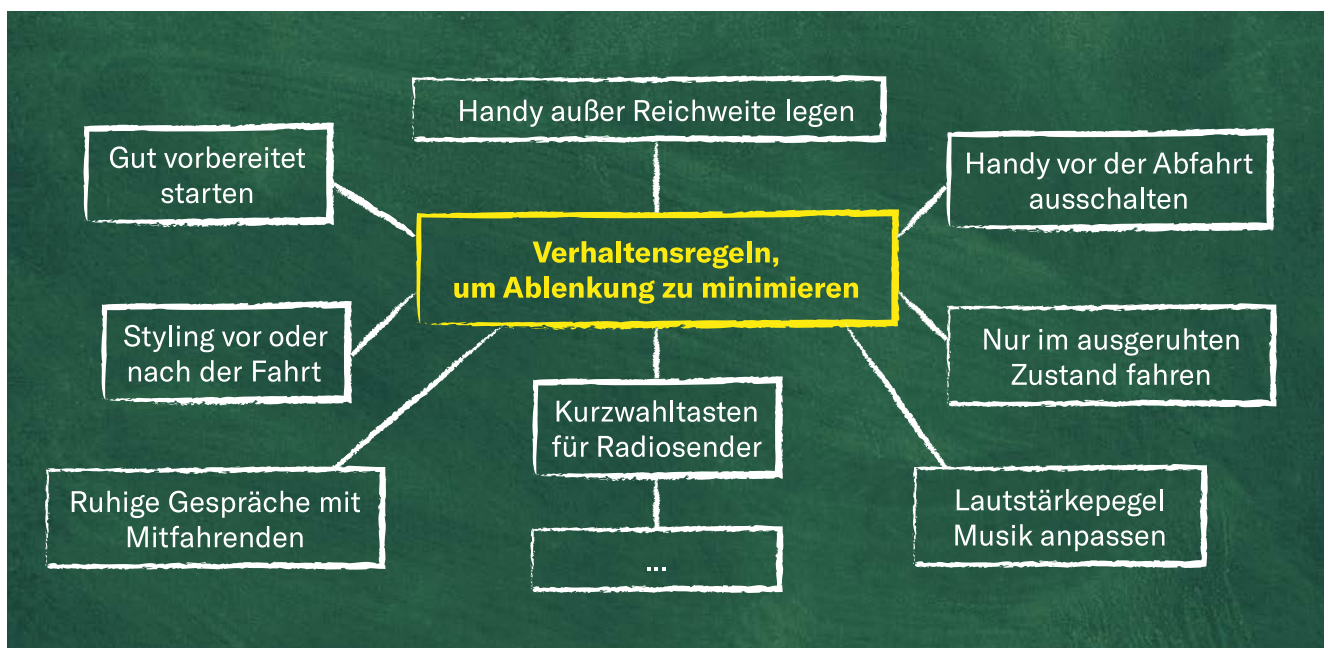 Handy außer Reichweite legen
Gut vorbereitet
starten
Handy vor der Abfahrt
ausschalten
Verhaltensregeln,
um Ablenkung zu minimieren
Styling vor oder
nach der Fahrt
Nur im ausgeruhten
Zustand fahren
Kurzwahltasten
für Radiosender
Ruhige Gespräche mit
Mitfahrenden
Lautstärkepegel
Musik anpassen
...